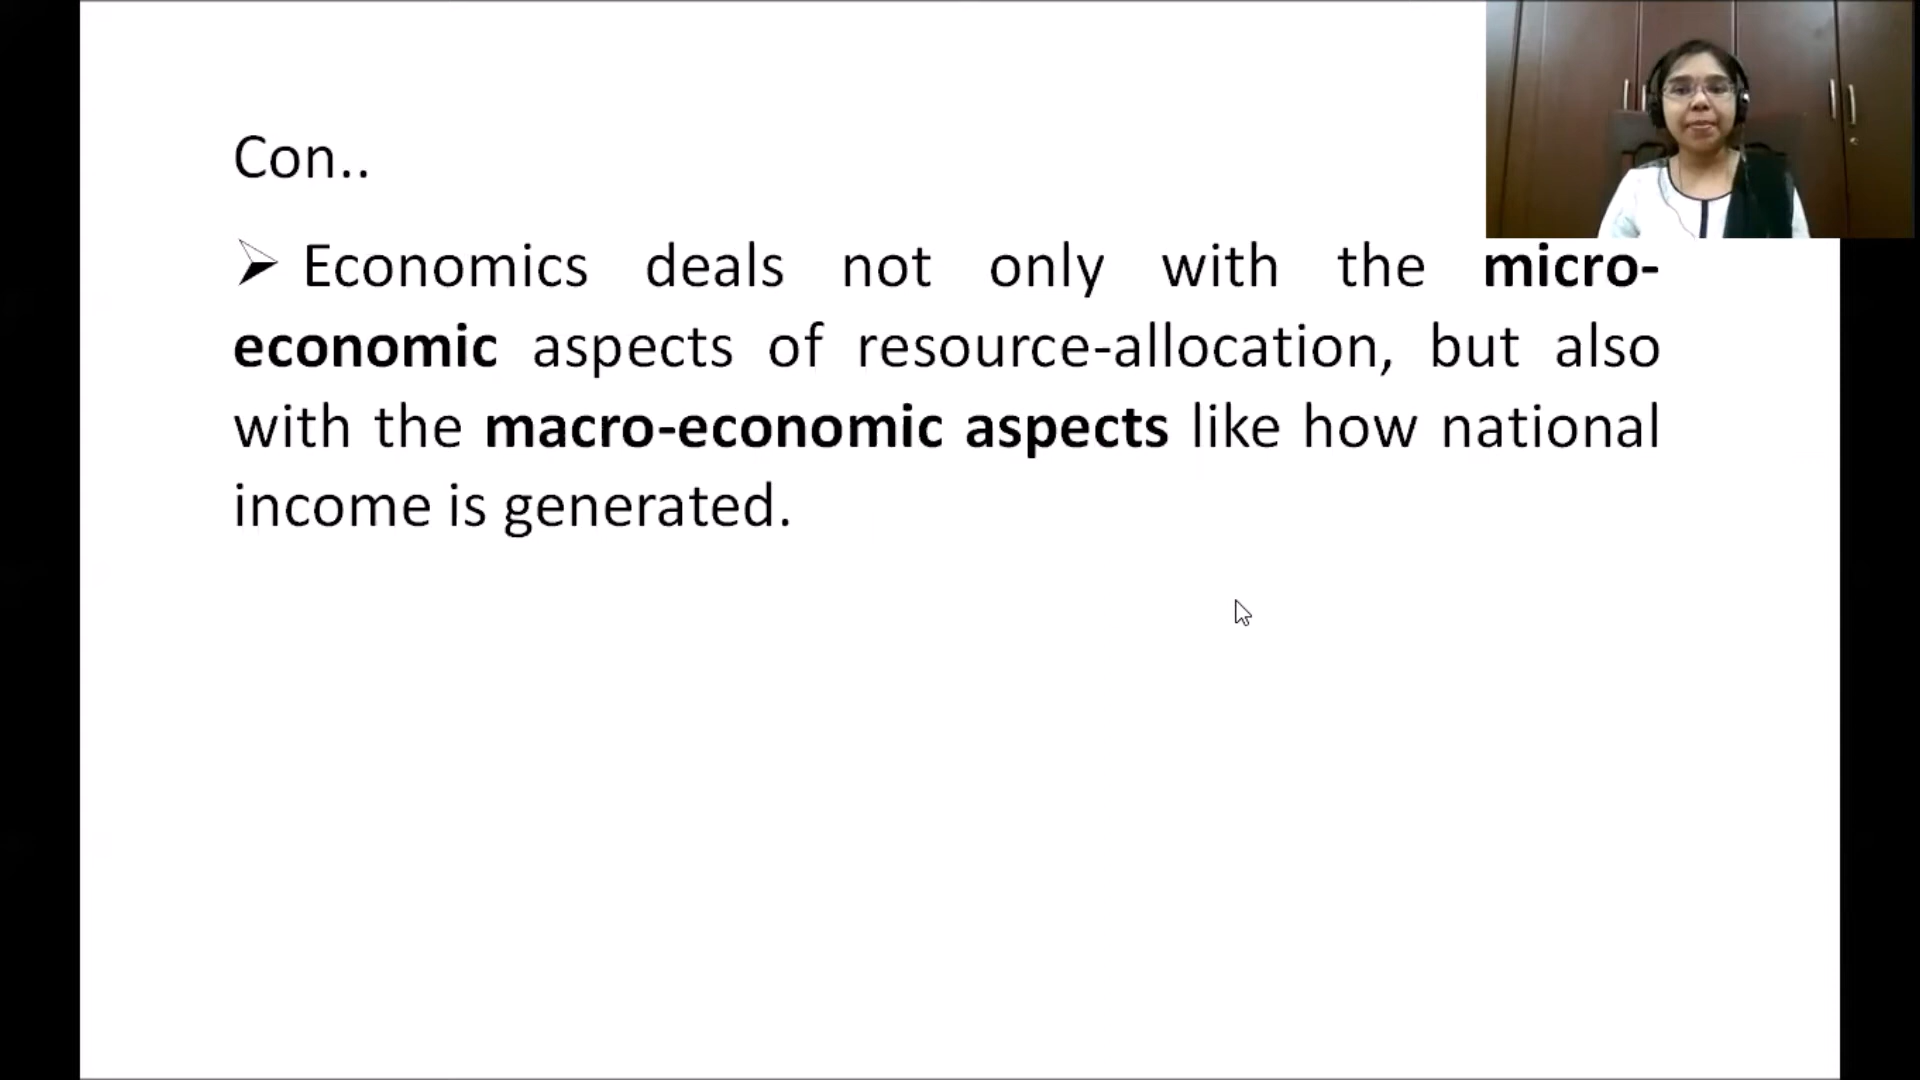 Con..
➢ Economics deals not only with the micro-
economic aspects of resource-allocation, but also
with the macro-economic aspects like how national
income is generated.